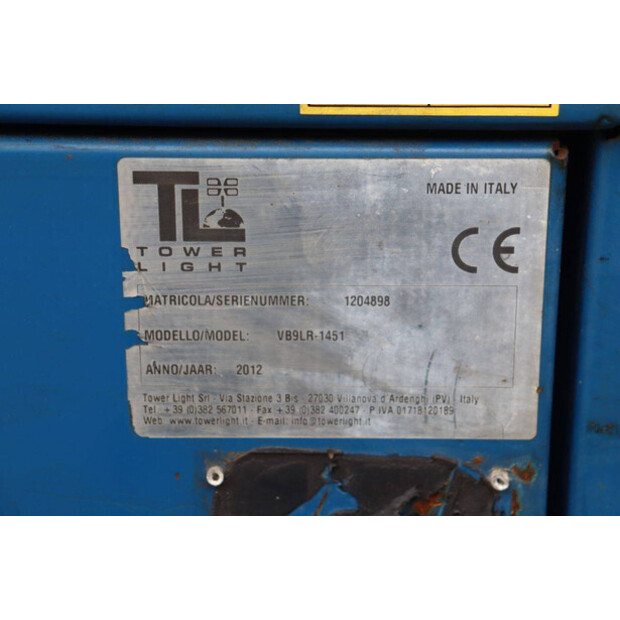 TL
MADE IN ITALY
TOWER
LIGHT
CE
MATRICOLA/SERIENUMMER: 1204898
MODELLO/MODEL: VB9LR-1451
ANNO/JAAR: 2012
Tower Light Srl - Via Stazione 3 Bis - 27030 Villanova d'Ardenghi (PV) - Italy
Tel. +39 (0)382 567011 - Fax +39 (0)382 400247 - P.IVA 01718120189
Web: www.towerlight.it - E-mail: info@towerlight.it